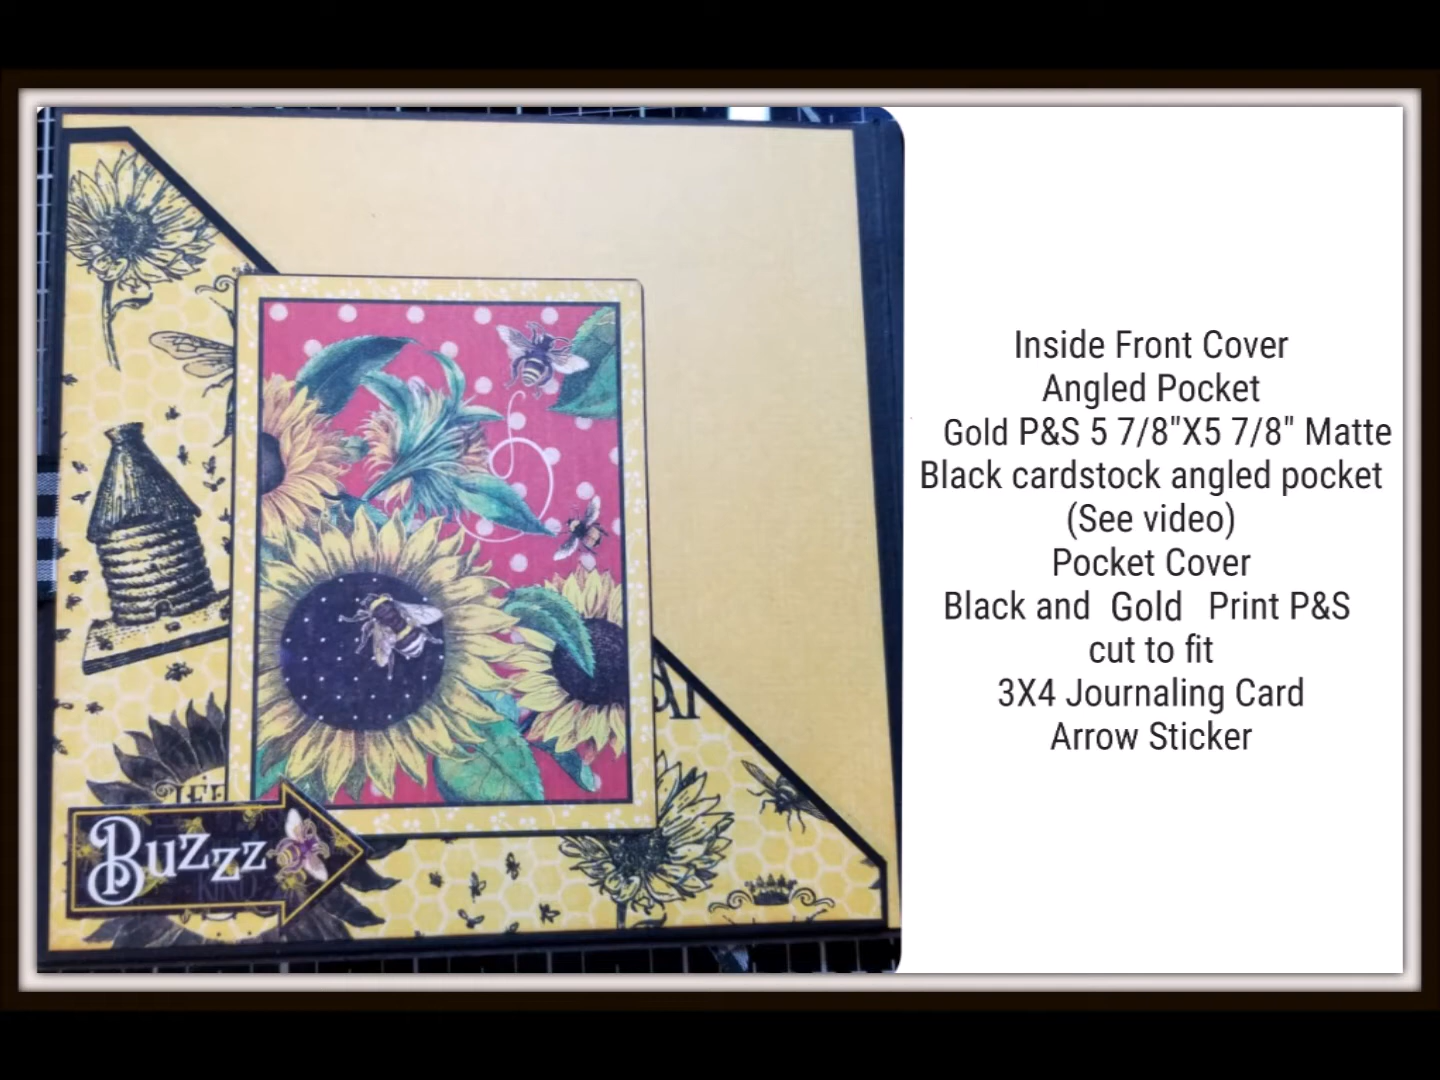 Inside Front Cover
Angled Pocket
Gold P&S 5 7/8"X5 7/8" Matte
Black cardstock angled pocket
(See video)
Pocket Cover
Black and Gold Print P&S
cut to fit
3X4 Journaling Card
Arrow Sticker
Buzzz
KIND